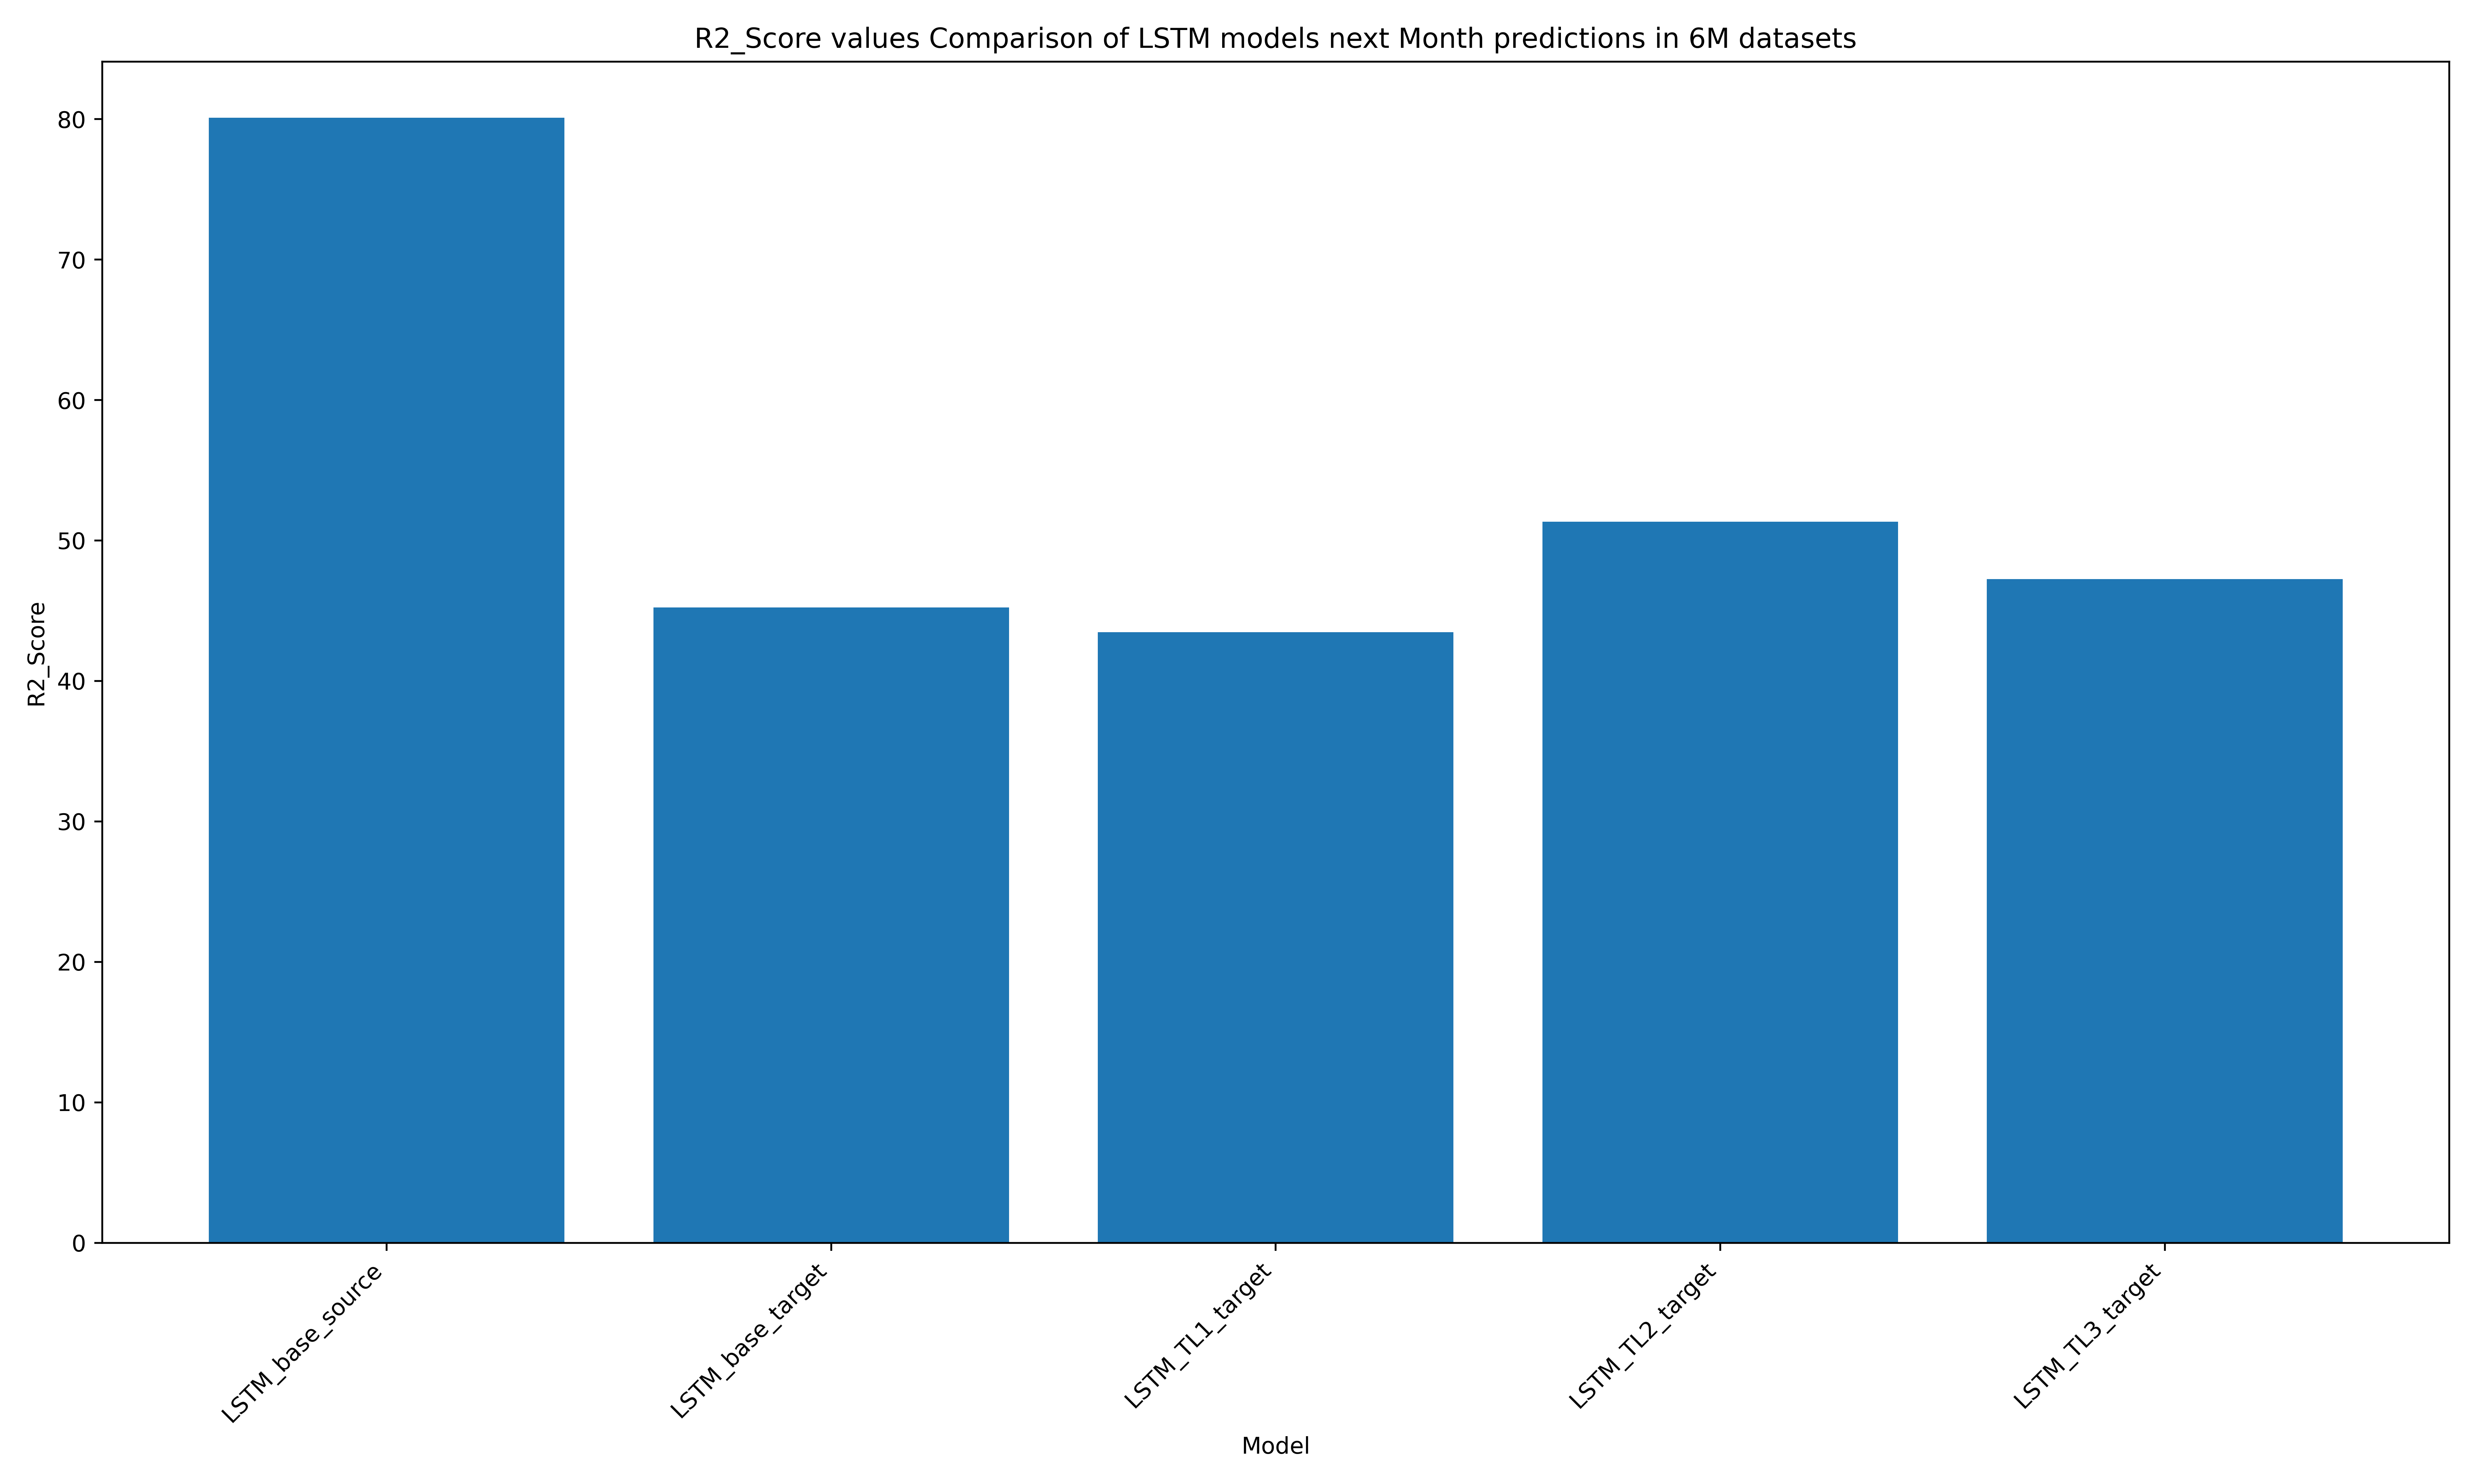 R2_Score values Comparison of LSTM models next Month predictions in 6M datasets
R2_Score
80
70
60
50
40
30
20
10
0
LSTM_base_source
LSTM_base_target
LSTM_TL1_target
LSTM_TL2_target
LSTM_TL3_target
Model